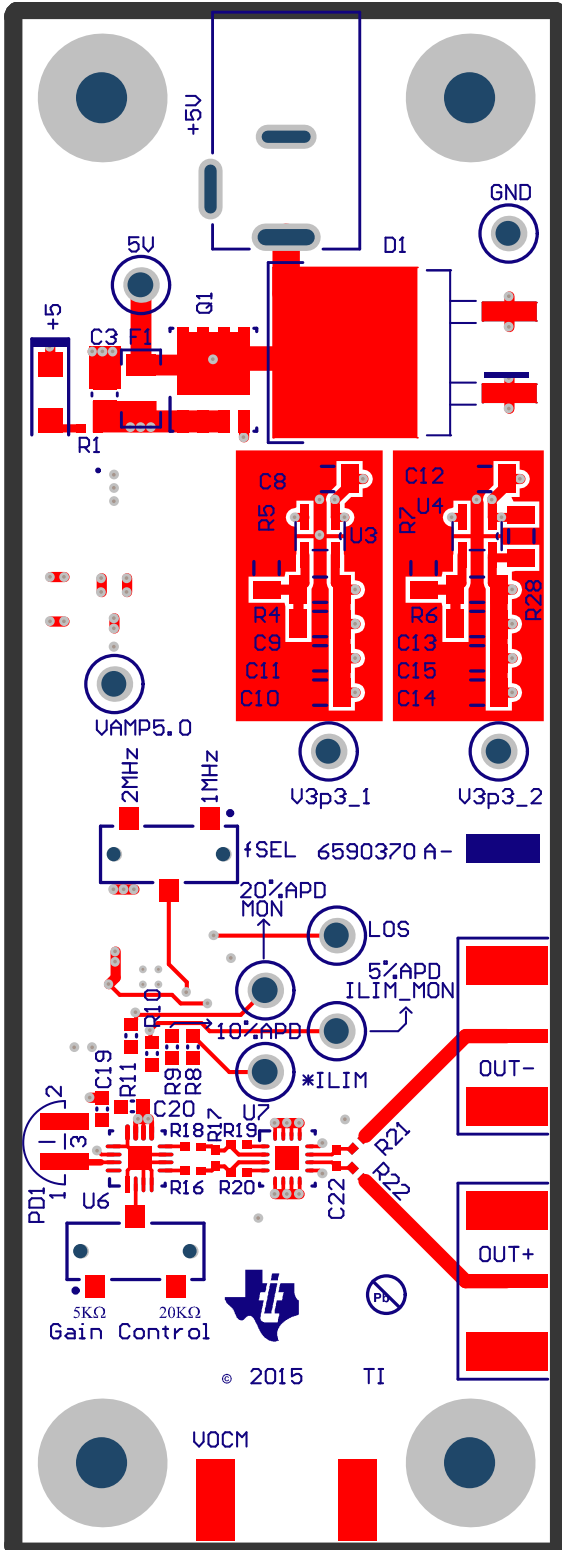 +5V
GND
5V
D1
Q1
+5
C3 F1
R1
C8
C12
R5
U3
R7
U4
R4
R6
R28
C9
C13
C11
C15
C10
C14
VAMP5.0
2MHz
1MHz
V3p3_1
V3p3_2
fSEL
6590370 A-
20%APD
MON
LOS
5%APD
ILIM_MON
R10
10%APD
C19
R11
R9
R8
*ILIM
OUT-
2
3
1
PD1
C20
U7
R18
R17
R19
R21
R22
R16
R20
C22
U6
OUT+
5KΩ
20KΩ
Gain Control
ti
Pb
© 2015 TI
VOCM